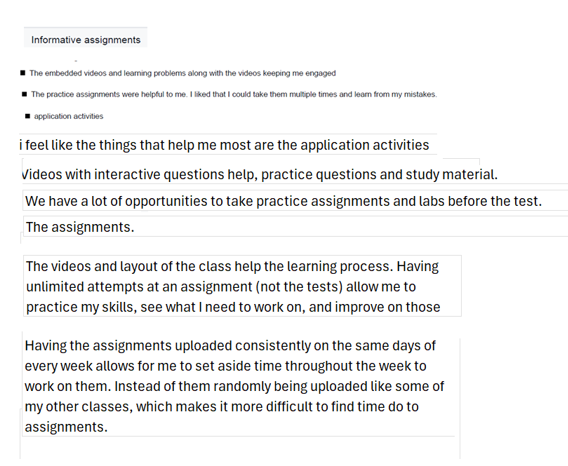 Informative assignments
■ The embedded videos and learning problems along with the videos keeping me engaged
■ The practice assignments were helpful to me. I liked that I could take them multiple times and learn from my mistakes.
■ application activities
i feel like the things that help me most are the application activities
Videos with interactive questions help, practice questions and study material.
We have a lot of opportunities to take practice assignments and labs before the test.
The assignments.
The videos and layout of the class help the learning process. Having
unlimited attempts at an assignment (not the tests) allow me to
practice my skills, see what I need to work on, and improve on those
Having the assignments uploaded consistently on the same days of
every week allows for me to set aside time throughout the week to
work on them. Instead of them randomly being uploaded like some of
my other classes, which makes it more difficult to find time do to
assignments.